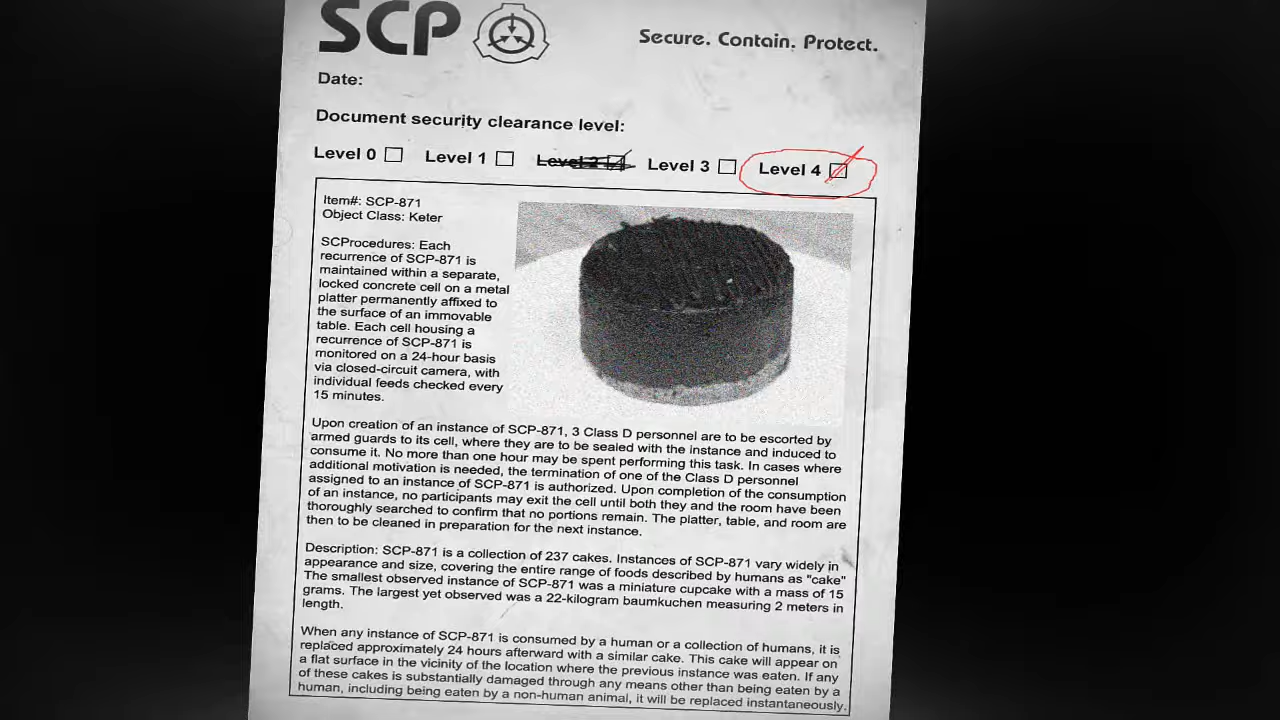 SCP
Secure. Contain. Protect.
Date:
Document security clearance level:
Level 0 Level 1 Level 2 Level 3 Level 4
Item#: SCP-871
Object Class: Keter
SCProcedures: Each
recurrence of SCP-871 is
maintained within a separate,
locked concrete cell on a metal
platter permanently affixed to
the surface of an immovable
table. Each cell housing a
recurrence of SCP-871 is
monitored on a 24-hour basis
via closed-circuit camera, with
individual feeds checked every
15 minutes.
Upon creation of an instance of SCP-871, 3 Class D personnel are to be escorted by
armed guards to its cell, where they are to be sealed with the instance and induced to
consume it. No more than one hour may be spent performing this task. In cases where
additional motivation is needed, the termination of one of the Class D personnel
assigned to an instance of SCP-871 is authorized. Upon completion of the consumption
of an instance, no participants may exit the cell until both they and the room have been
thoroughly searched to confirm that no portions remain. The platter, table, and room are
then to be cleaned in preparation for the next instance.
Description: SCP-871 is a collection of 237 cakes. Instances of SCP-871 vary widely in
appearance and size, covering the entire range of foods described by humans as "cake"
The smallest observed instance of SCP-871 was a miniature cupcake with a mass of 15
grams. The largest yet observed was a 22-kilogram baumkuchen measuring 2 meters in
length.
When any instance of SCP-871 is consumed by a human or a collection of humans, it is
replaced approximately 24 hours afterward with a similar cake. This cake will appear on
a flat surface in the vicinity of the location where the previous instance was eaten. If any
of these cakes is substantially damaged through any means other than being eaten by a
human, including being eaten by a non-human animal, it will be replaced instantaneously.